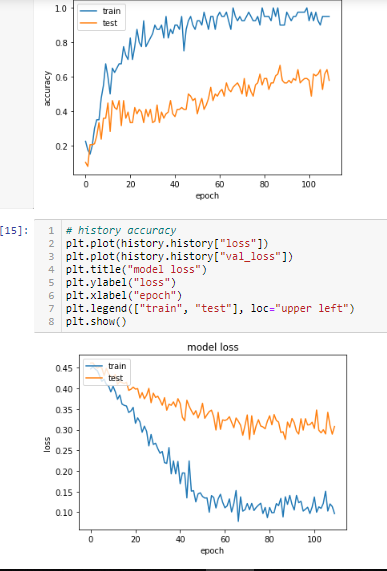 1.0
train
test
0.8
0.6
0.4
0.2
accuracy
0 20 40 60 80 100
epoch
[15]:
1 # history accuracy
2 plt.plot(history.history["loss"])
3 plt.plot(history.history["val_loss"])
4 plt.title("model loss")
5 plt.ylabel("loss")
6 plt.xlabel("epoch")
7 plt.legend(["train", "test"], loc="upper left")
8 plt.show()
model loss
train
test
0.45
0.40
0.35
0.30
0.25
0.20
0.15
0.10
loss
0 20 40 60 80 100
epoch